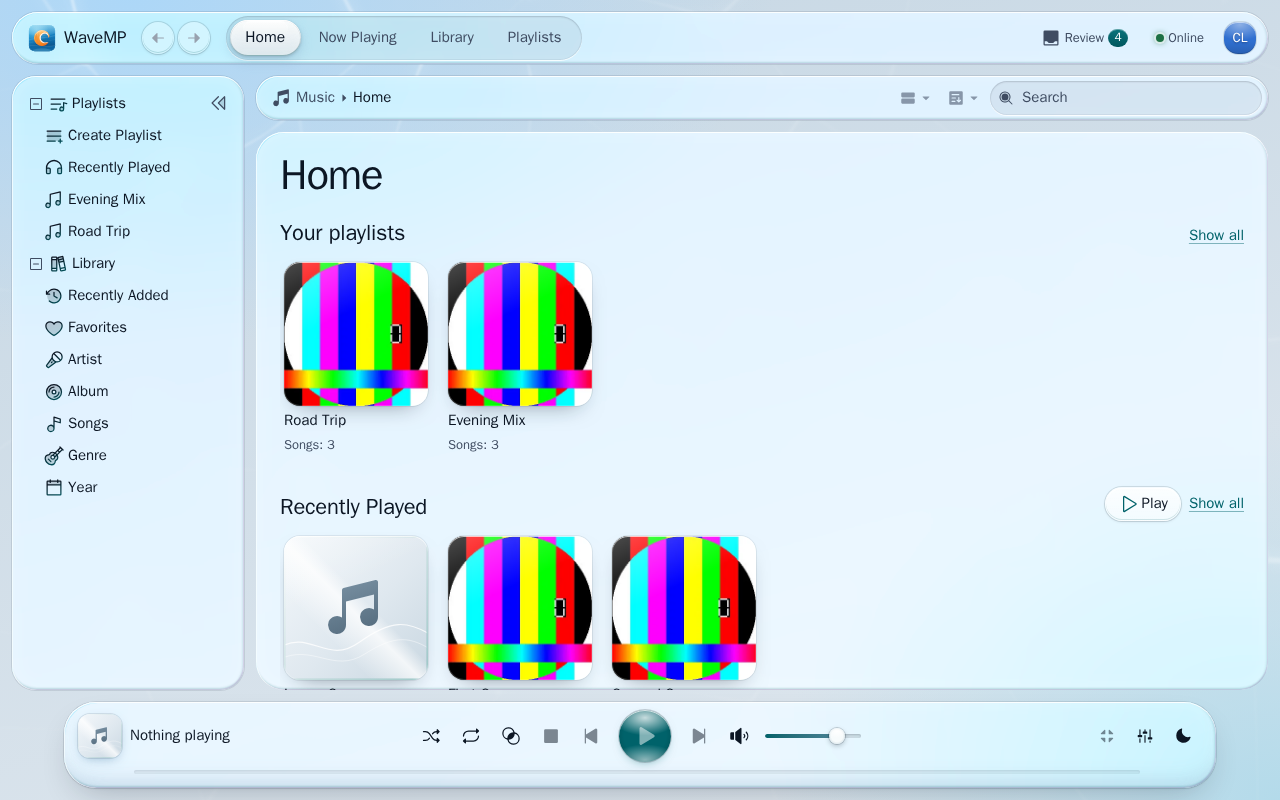 WaveMP
Home
Now Playing
Library
Playlists
Review 4
Online
CL
Playlists
Create Playlist
Recently Played
Evening Mix
Road Trip
Library
Recently Added
Favorites
Artist
Album
Songs
Genre
Year
Music
Home
Search
Home
Your playlists
Show all
Road Trip
Songs: 3
Evening Mix
Songs: 3
Recently Played
Play
Show all
Nothing playing